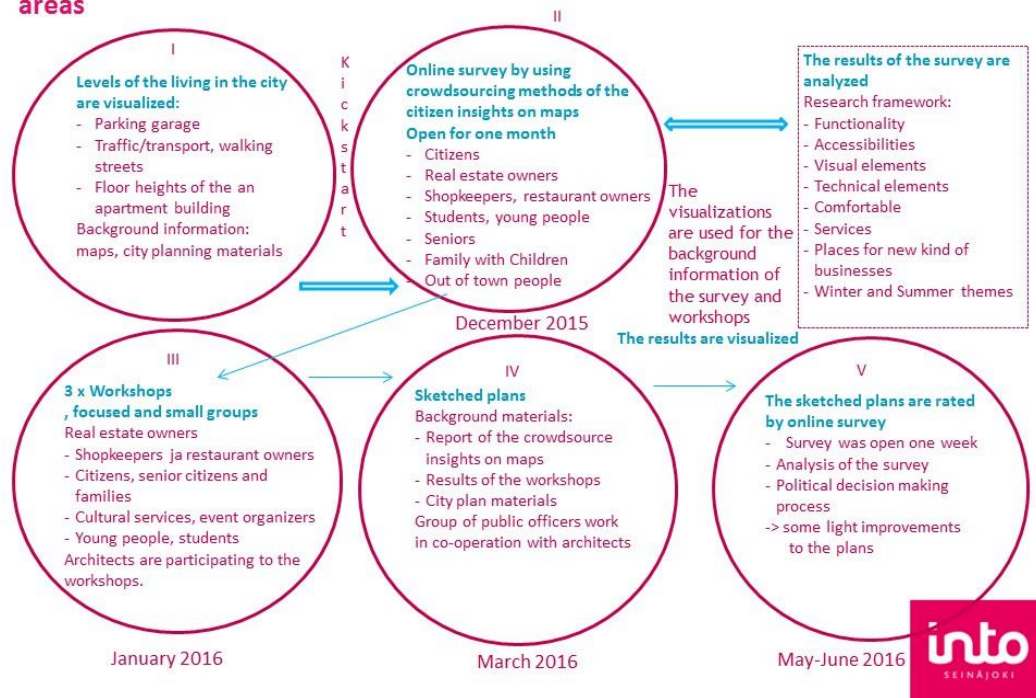 areas
I
Levels of the living in the city
are visualized:
- Parking garage
- Traffic/transport, walking
streets
- Floor heights of the an
apartment building
Background information:
maps, city planning materials
Kickstart
II
Online survey by using
crowdsourcing methods of the
citizen insights on maps
Open for one month
- Citizens
- Real estate owners
- Shopkeepers, restaurant owners
- Students, young people
- Seniors
- Family with Children
- Out of town people
December 2015
The
visualizations
are used for the
background
information of
the survey and
workshops
The results of the survey are
analyzed
Research framework:
- Functionality
- Accessibilities
- Visual elements
- Technical elements
- Comfortable
- Services
- Places for new kind of
businesses
- Winter and Summer themes
The results are visualized
III
3 x Workshops
, focused and small groups
Real estate owners
- Shopkeepers ja restaurant owners
- Citizens, senior citizens and
families
- Cultural services, event organizers
- Young people, students
Architects are participating to the
workshops.
January 2016
IV
Sketched plans
Background materials:
- Report of the crowdsource
insights on maps
- Results of the workshops
- City plan materials
Group of public officers work
in co-operation with architects
March 2016
V
The sketched plans are rated
by online survey
- Survey was open one week
- Analysis of the survey
- Political decision making
process
-> some light improvements
to the plans
May-June 2016
into
SEINÄJOKI